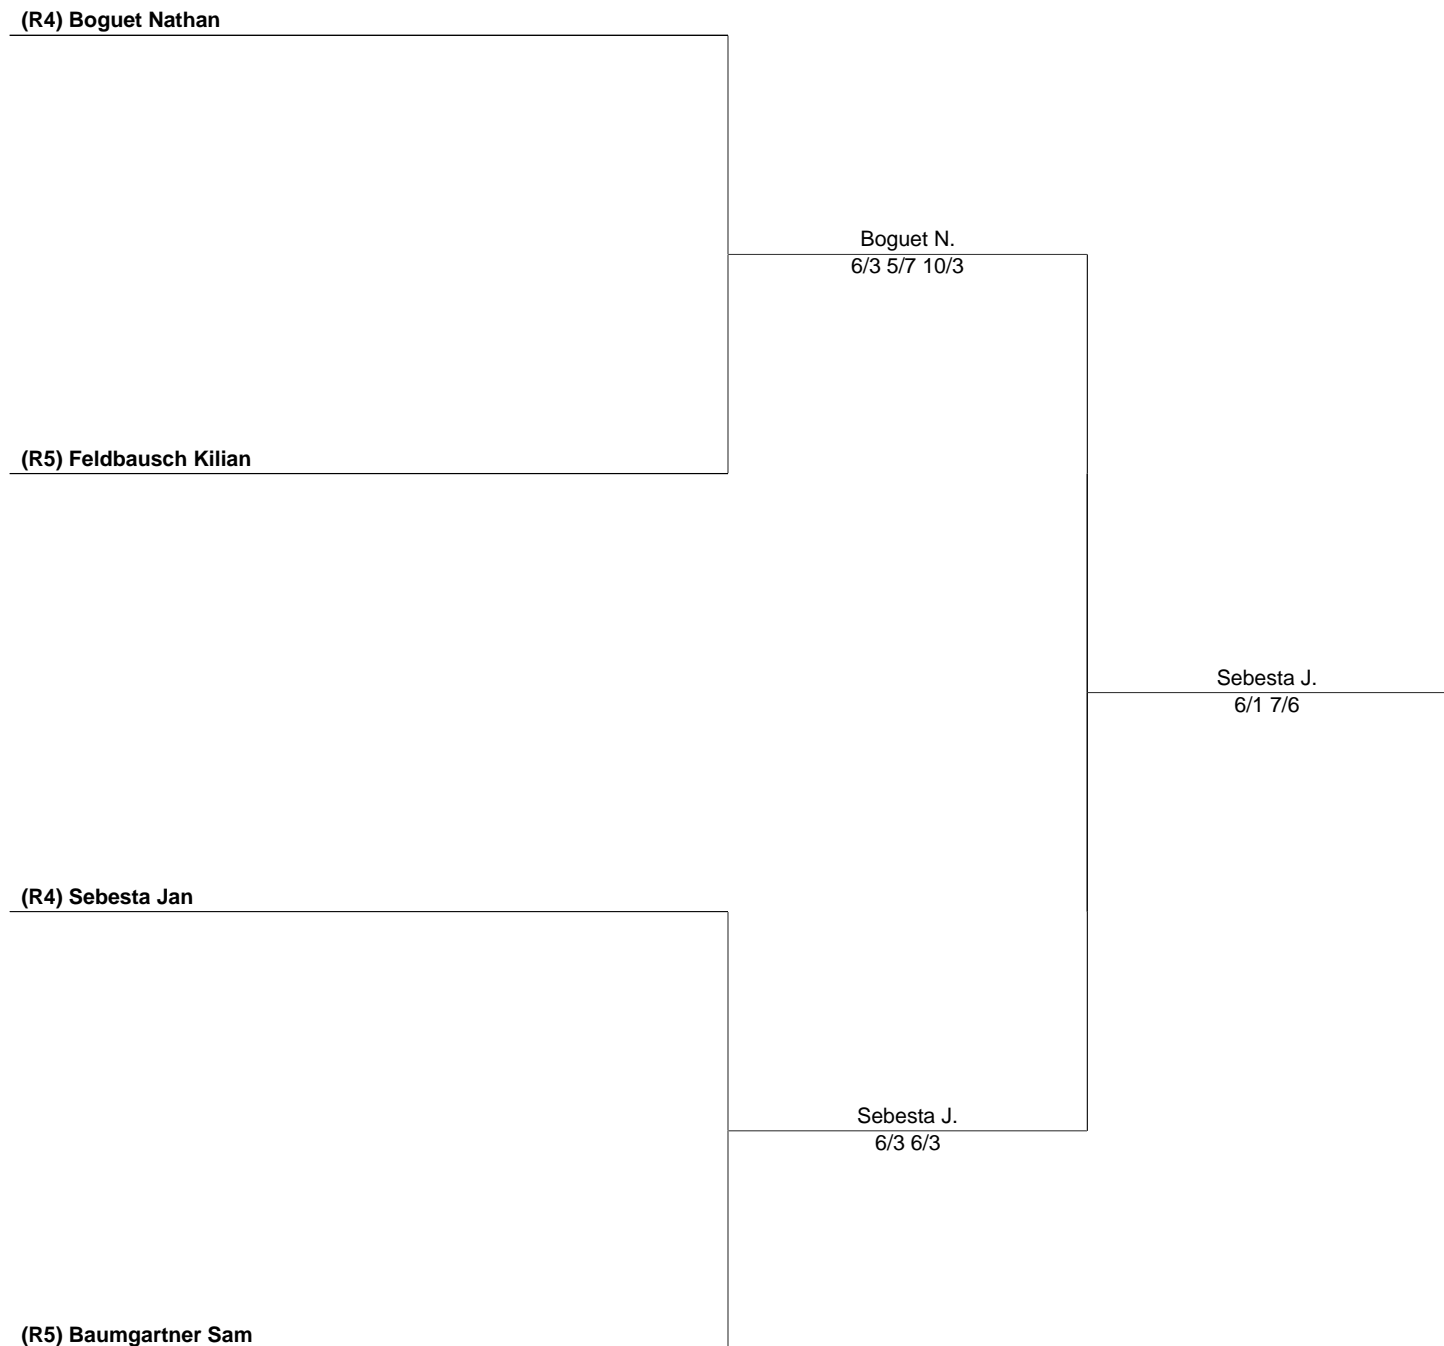 (R4) Boguet Nathan
Boguet N.
6/3 5/7 10/3
(R5) Feldbausch Kilian
Sebesta J.
6/1 7/6
(R4) Sebesta Jan
Sebesta J.
6/3 6/3
(R5) Baumgartner Sam